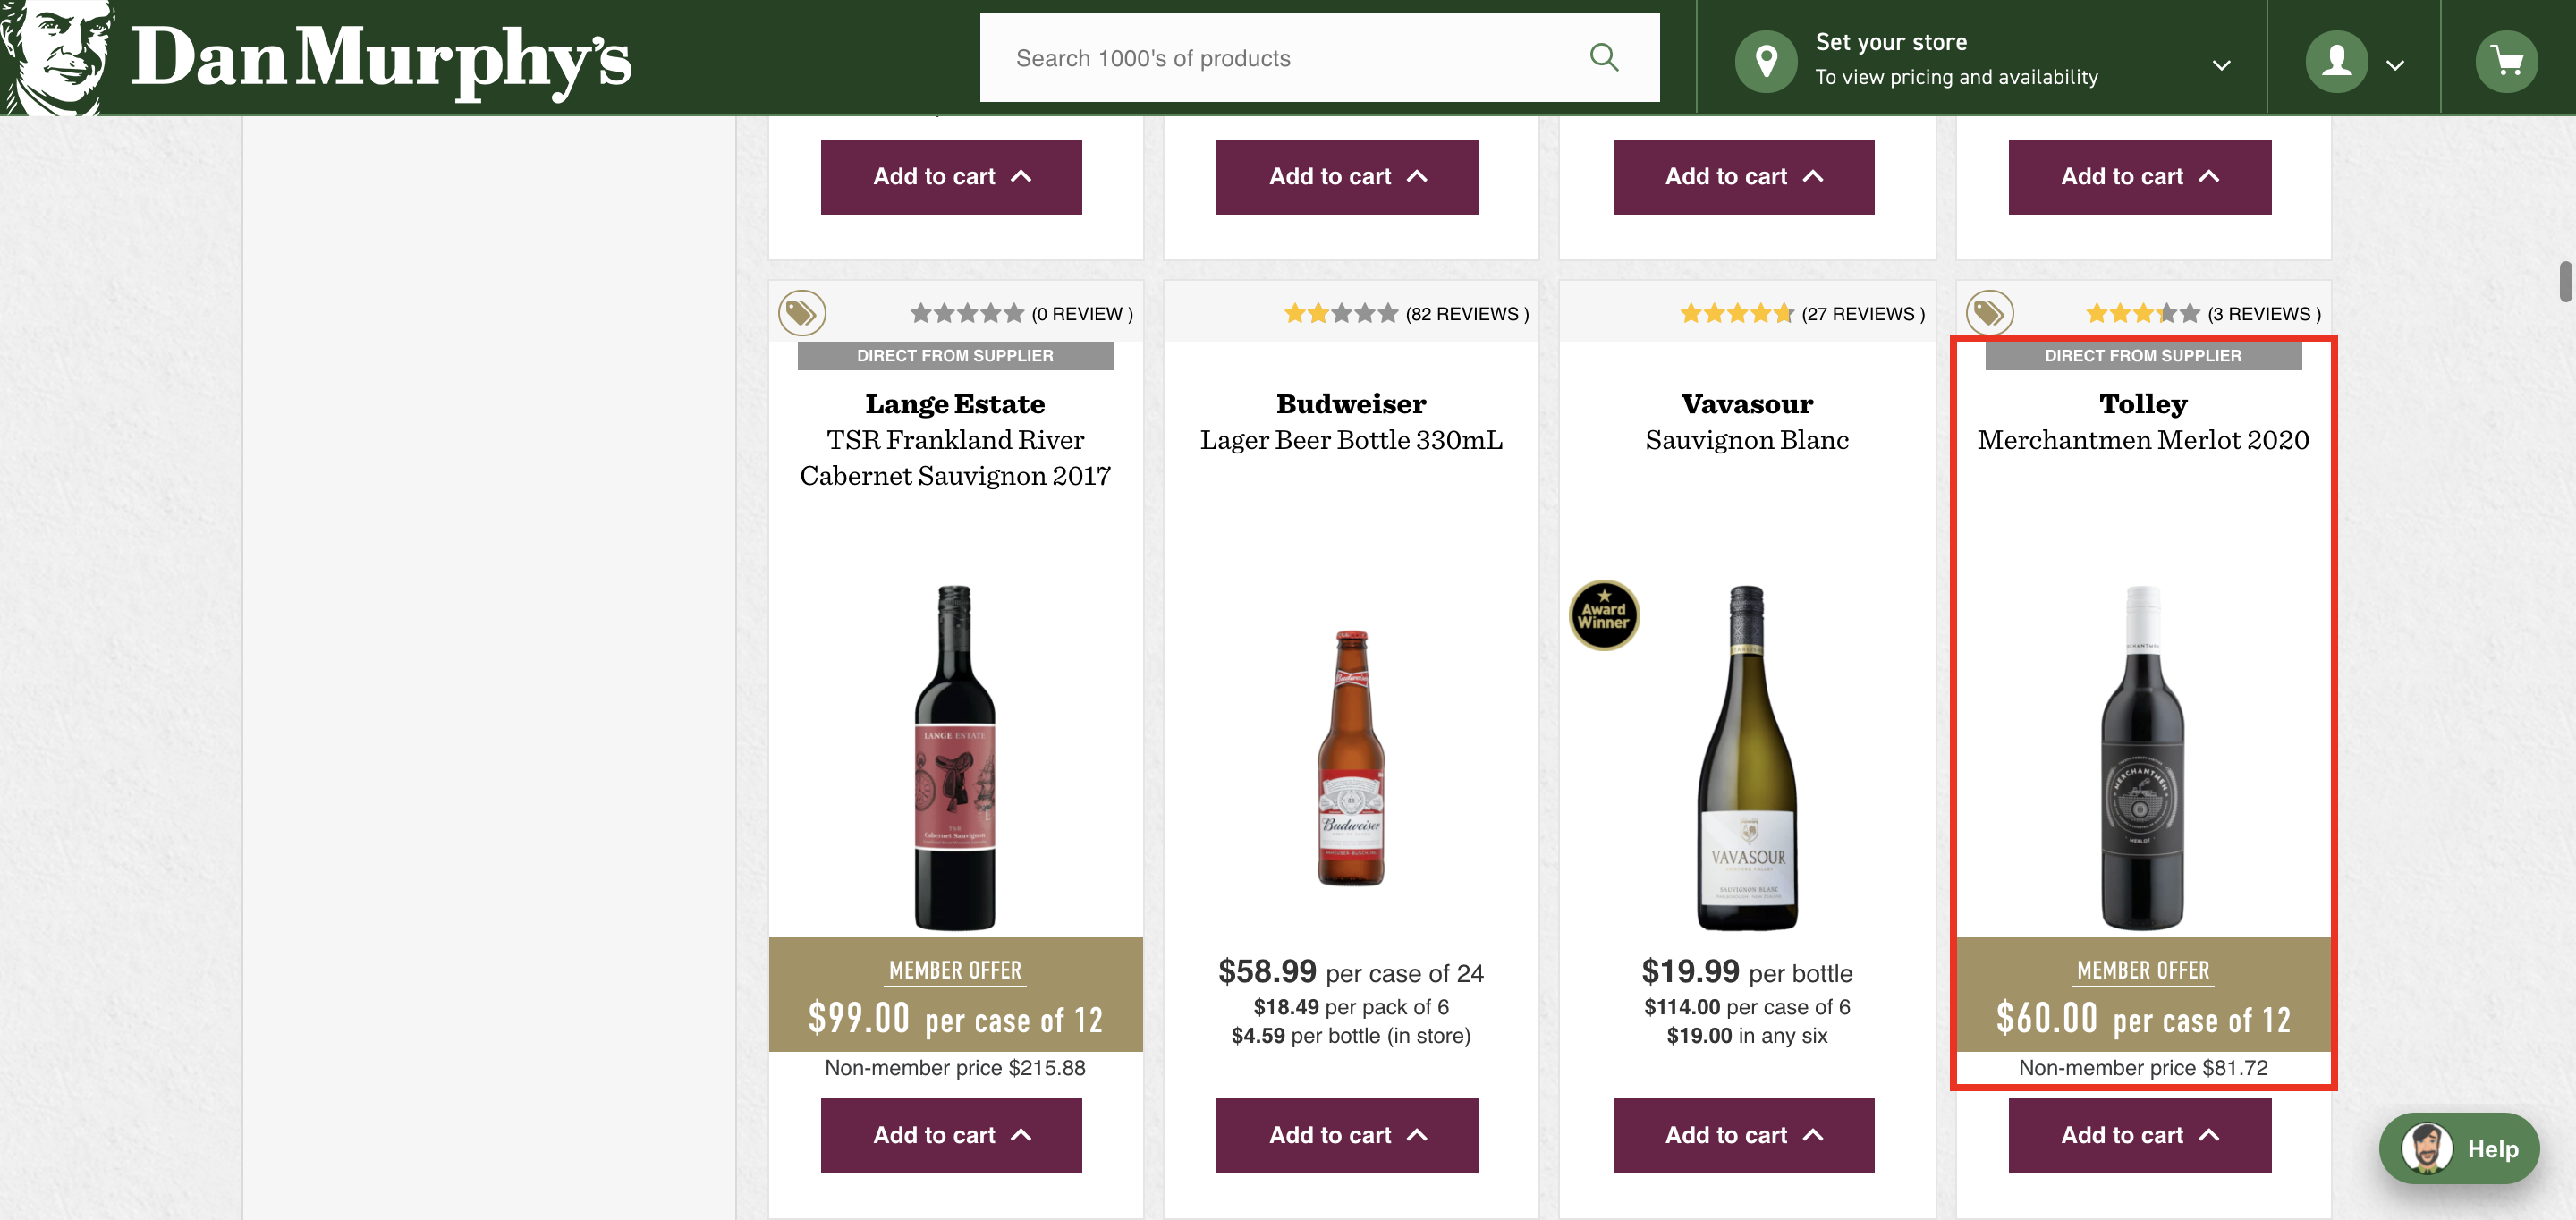 Dan Murphy's
Search 1000's of products
Set your store
To view pricing and availability
Add to cart
Add to cart
Add to cart
Add to cart
(0 REVIEW )
DIRECT FROM SUPPLIER
Lange Estate
TSR Frankland River
Cabernet Sauvignon 2017
LANGE ESTATE
TSR
Cabernet Sauvignon
MEMBER OFFER
$99.00 per case of 12
Non-member price $215.88
Add to cart
(82 REVIEWS )
Budweiser
Lager Beer Bottle 330mL
Budweiser
Budweiser
$58.99 per case of 24
$18.49 per pack of 6
$4.59 per bottle (in store)
Add to cart
(27 REVIEWS )
Vavasour
Sauvignon Blanc
Award
Winner
VAVASOUR
SAUVIGNON BLANC
$19.99 per bottle
$114.00 per case of 6
$19.00 in any six
Add to cart
(3 REVIEWS )
DIRECT FROM SUPPLIER
Tolley
Merchantmen Merlot 2020
MERCHANTMEN
MERLOT
MEMBER OFFER
$60.00 per case of 12
Non-member price $81.72
Add to cart
Help